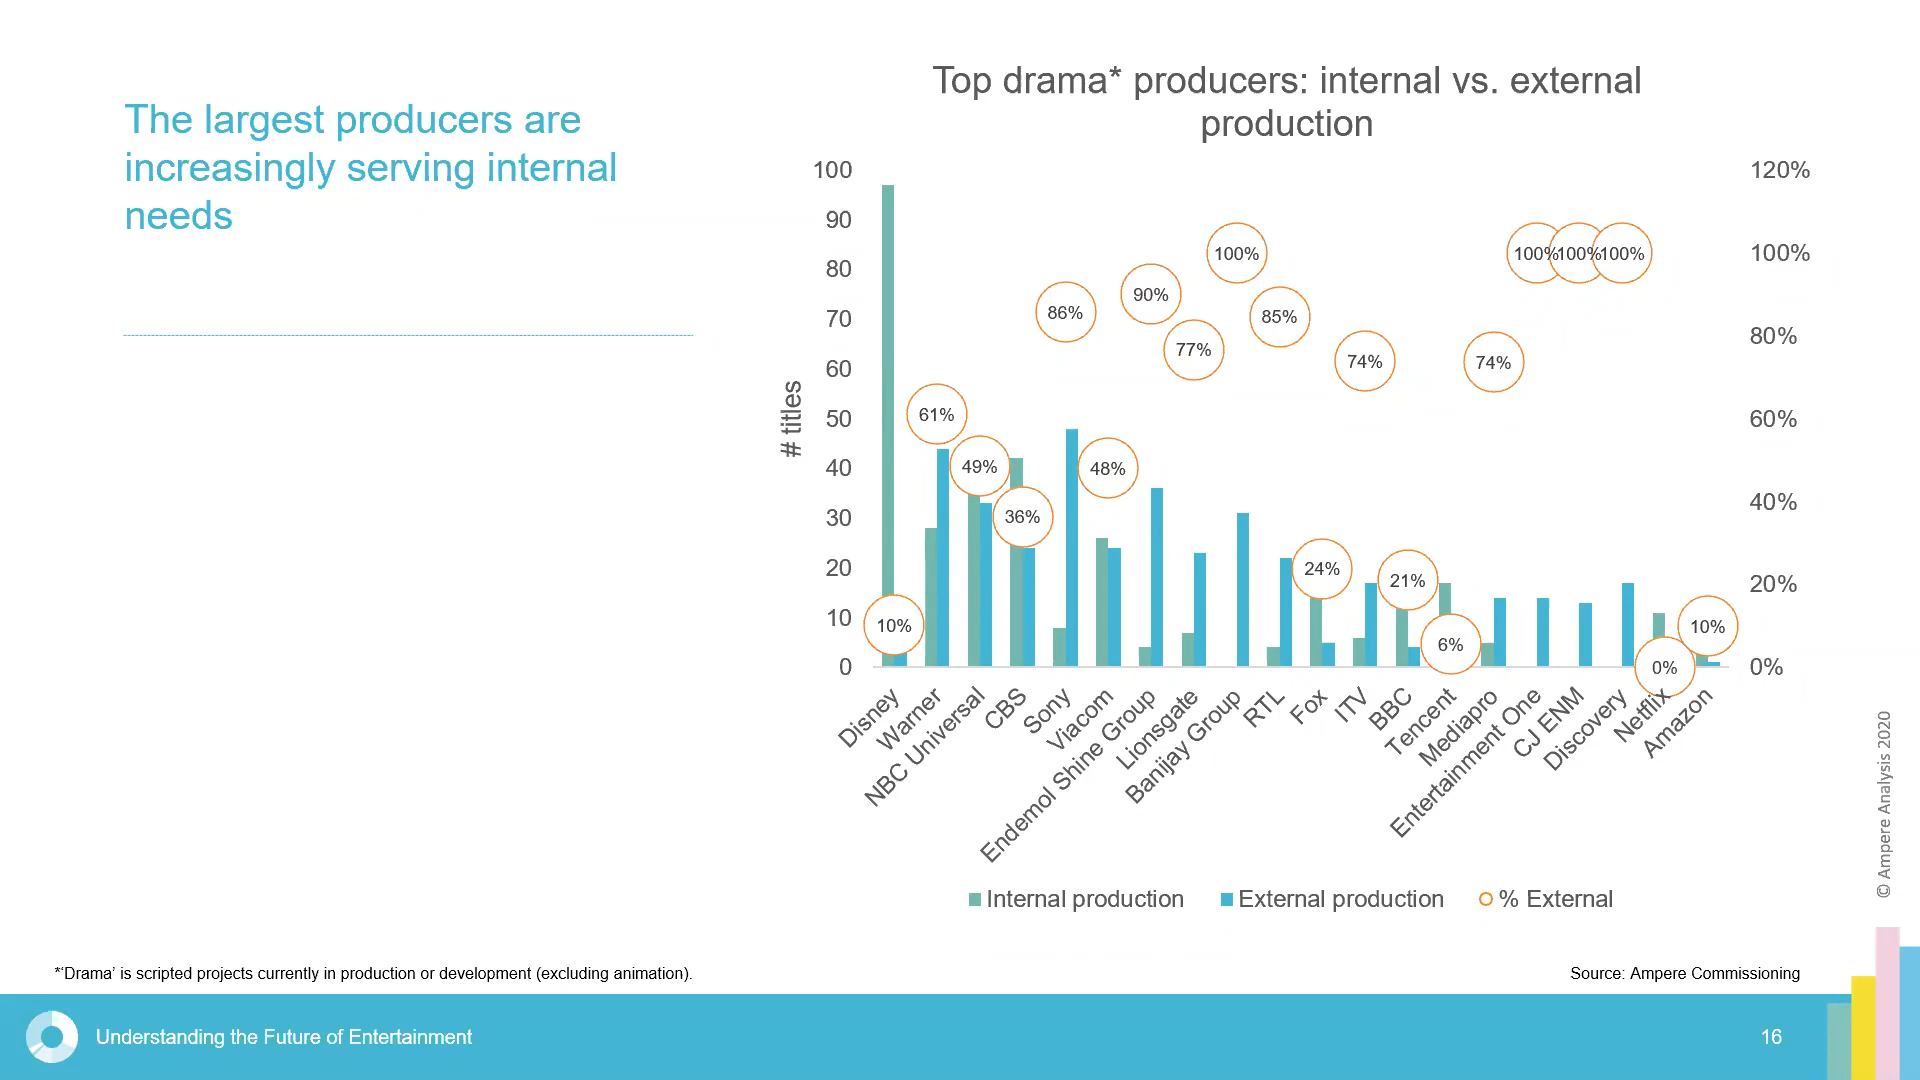 The largest producers are
increasingly serving internal
needs
Top drama* producers: internal vs. external
production
# titles
100
90
80
70
60
50
40
30
20
10
0
120%
100%
80%
60%
40%
20%
0%
10%
61%
49%
36%
86%
48%
90%
77%
100%
85%
24%
74%
21%
6%
74%
100%
100%
100%
0%
10%
Disney
Warner
NBC Universal
CBS
Sony
Viacom
Endemol Shine Group
Lionsgate
Banijay Group
RTL
Fox
ITV
BBC
Tencent
Mediapro
Entertainment One
CJ ENM
Discovery
Netflix
Amazon
Internal production
External production
% External
© Ampere Analysis 2020
*‘Drama’ is scripted projects currently in production or development (excluding animation).
Source: Ampere Commissioning
Understanding the Future of Entertainment
16